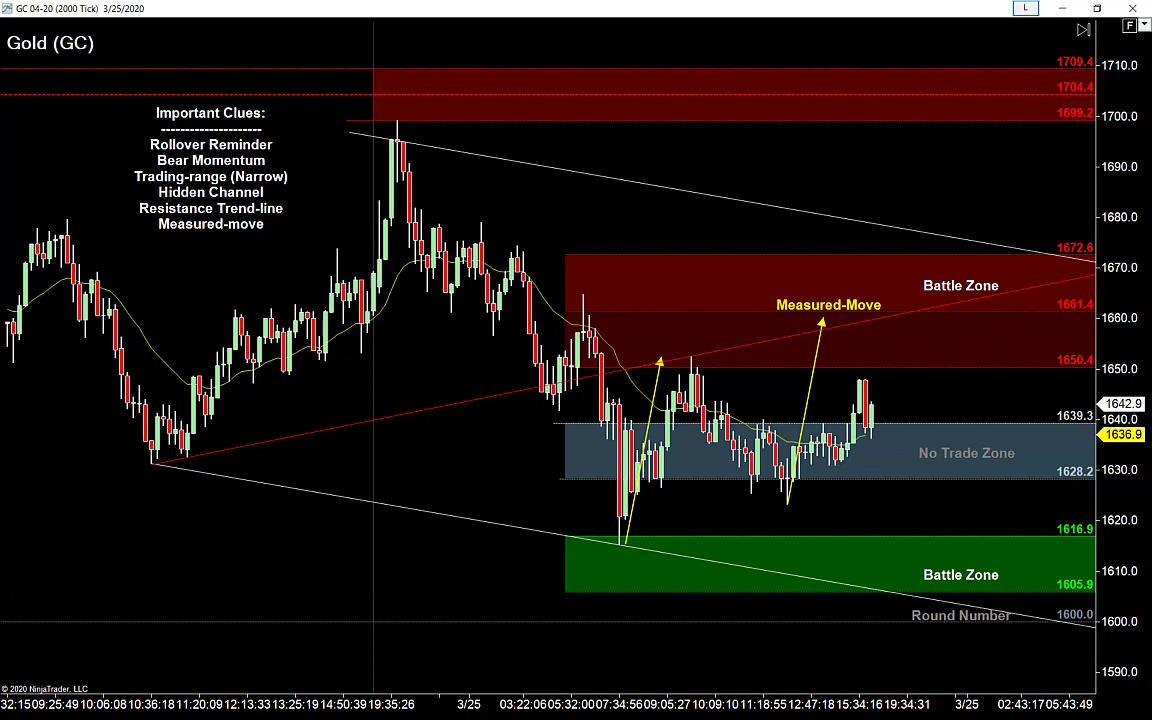 GC 04-20 (2000 Tick) 3/25/2020
L
F
Gold (GC)
Important Clues:
---------------------
Rollover Reminder
Bear Momentum
Trading-range (Narrow)
Hidden Channel
Resistance Trend-line
Measured-move
1709.4
1704.4
1699.2
1672.6
Battle Zone
Measured-Move
1661.4
1650.4
1639.3
No Trade Zone
1628.2
1616.9
Battle Zone
1605.9
Round Number
1600.0
1710.0
1700.0
1690.0
1680.0
1670.0
1660.0
1650.0
1642.9
1640.0
1636.9
1630.0
1620.0
1610.0
1600.0
1590.0
© 2020 NinjaTrader, LLC
32:15 09:25:49 10:06:08 10:36:18 11:20:09 12:13:33 13:25:19 14:50:39 19:35:26 3/25 03:22:06 05:32:00 07:34:56 09:05:27 10:09:10 11:18:55 12:47:18 15:34:16 19:34:31 3/25 02:43:17 05:43:49